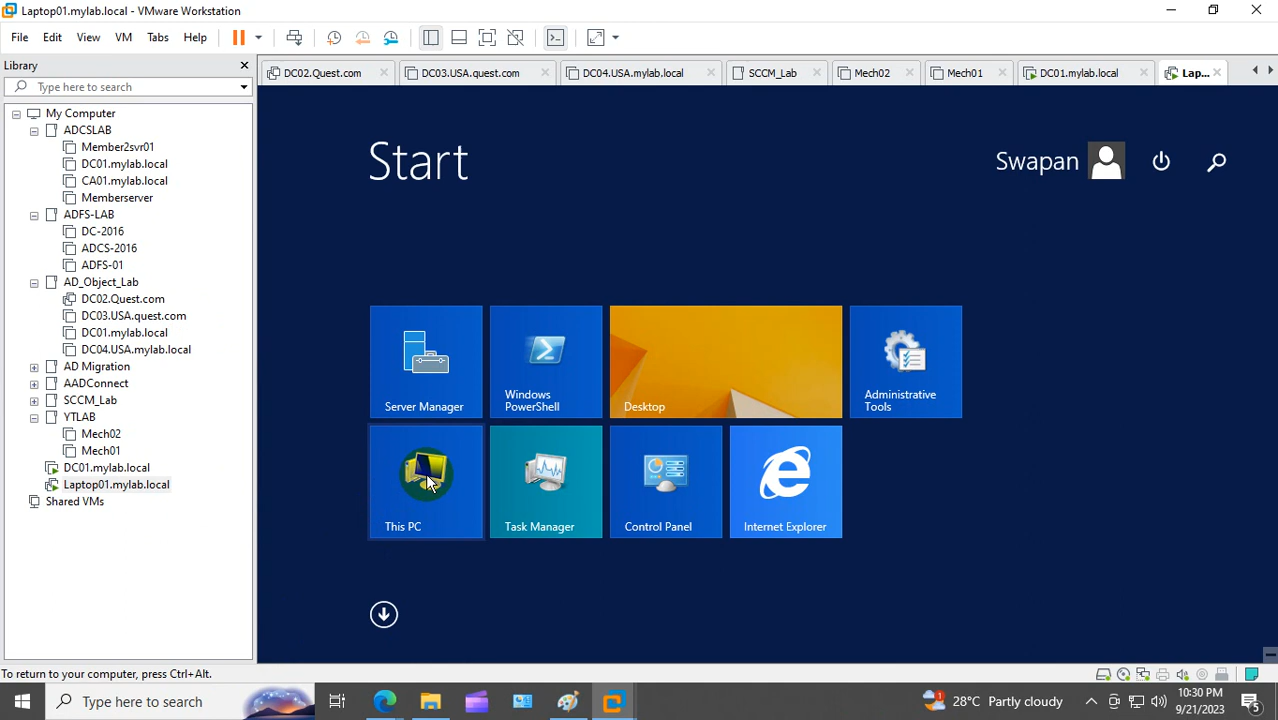 Laptop01.mylab.local - VMware Workstation
File Edit View VM Tabs Help
Library
Type here to search
My Computer
ADCSLAB
Member2svr01
DC01.mylab.local
CA01.mylab.local
Memberserver
ADFS-LAB
DC-2016
ADCS-2016
ADFS-01
AD_Object_Lab
DC02.Quest.com
DC03.USA.quest.com
DC01.mylab.local
DC04.USA.mylab.local
AD Migration
AADConnect
SCCM_Lab
YTLAB
Mech02
Mech01
DC01.mylab.local
Laptop01.mylab.local
Shared VMs
DC02.Quest.com DC03.USA.quest.com DC04.USA.mylab.local SCCM_Lab Mech02 Mech01 DC01.mylab.local Lap...
Start
Swapan
Server Manager
Windows
PowerShell
Desktop
Administrative
Tools
This PC
Task Manager
Control Panel
Internet Explorer
To return to your computer, press Ctrl+Alt.
Type here to search
1
28°C Partly cloudy
10:30 PM
9/21/2023
5